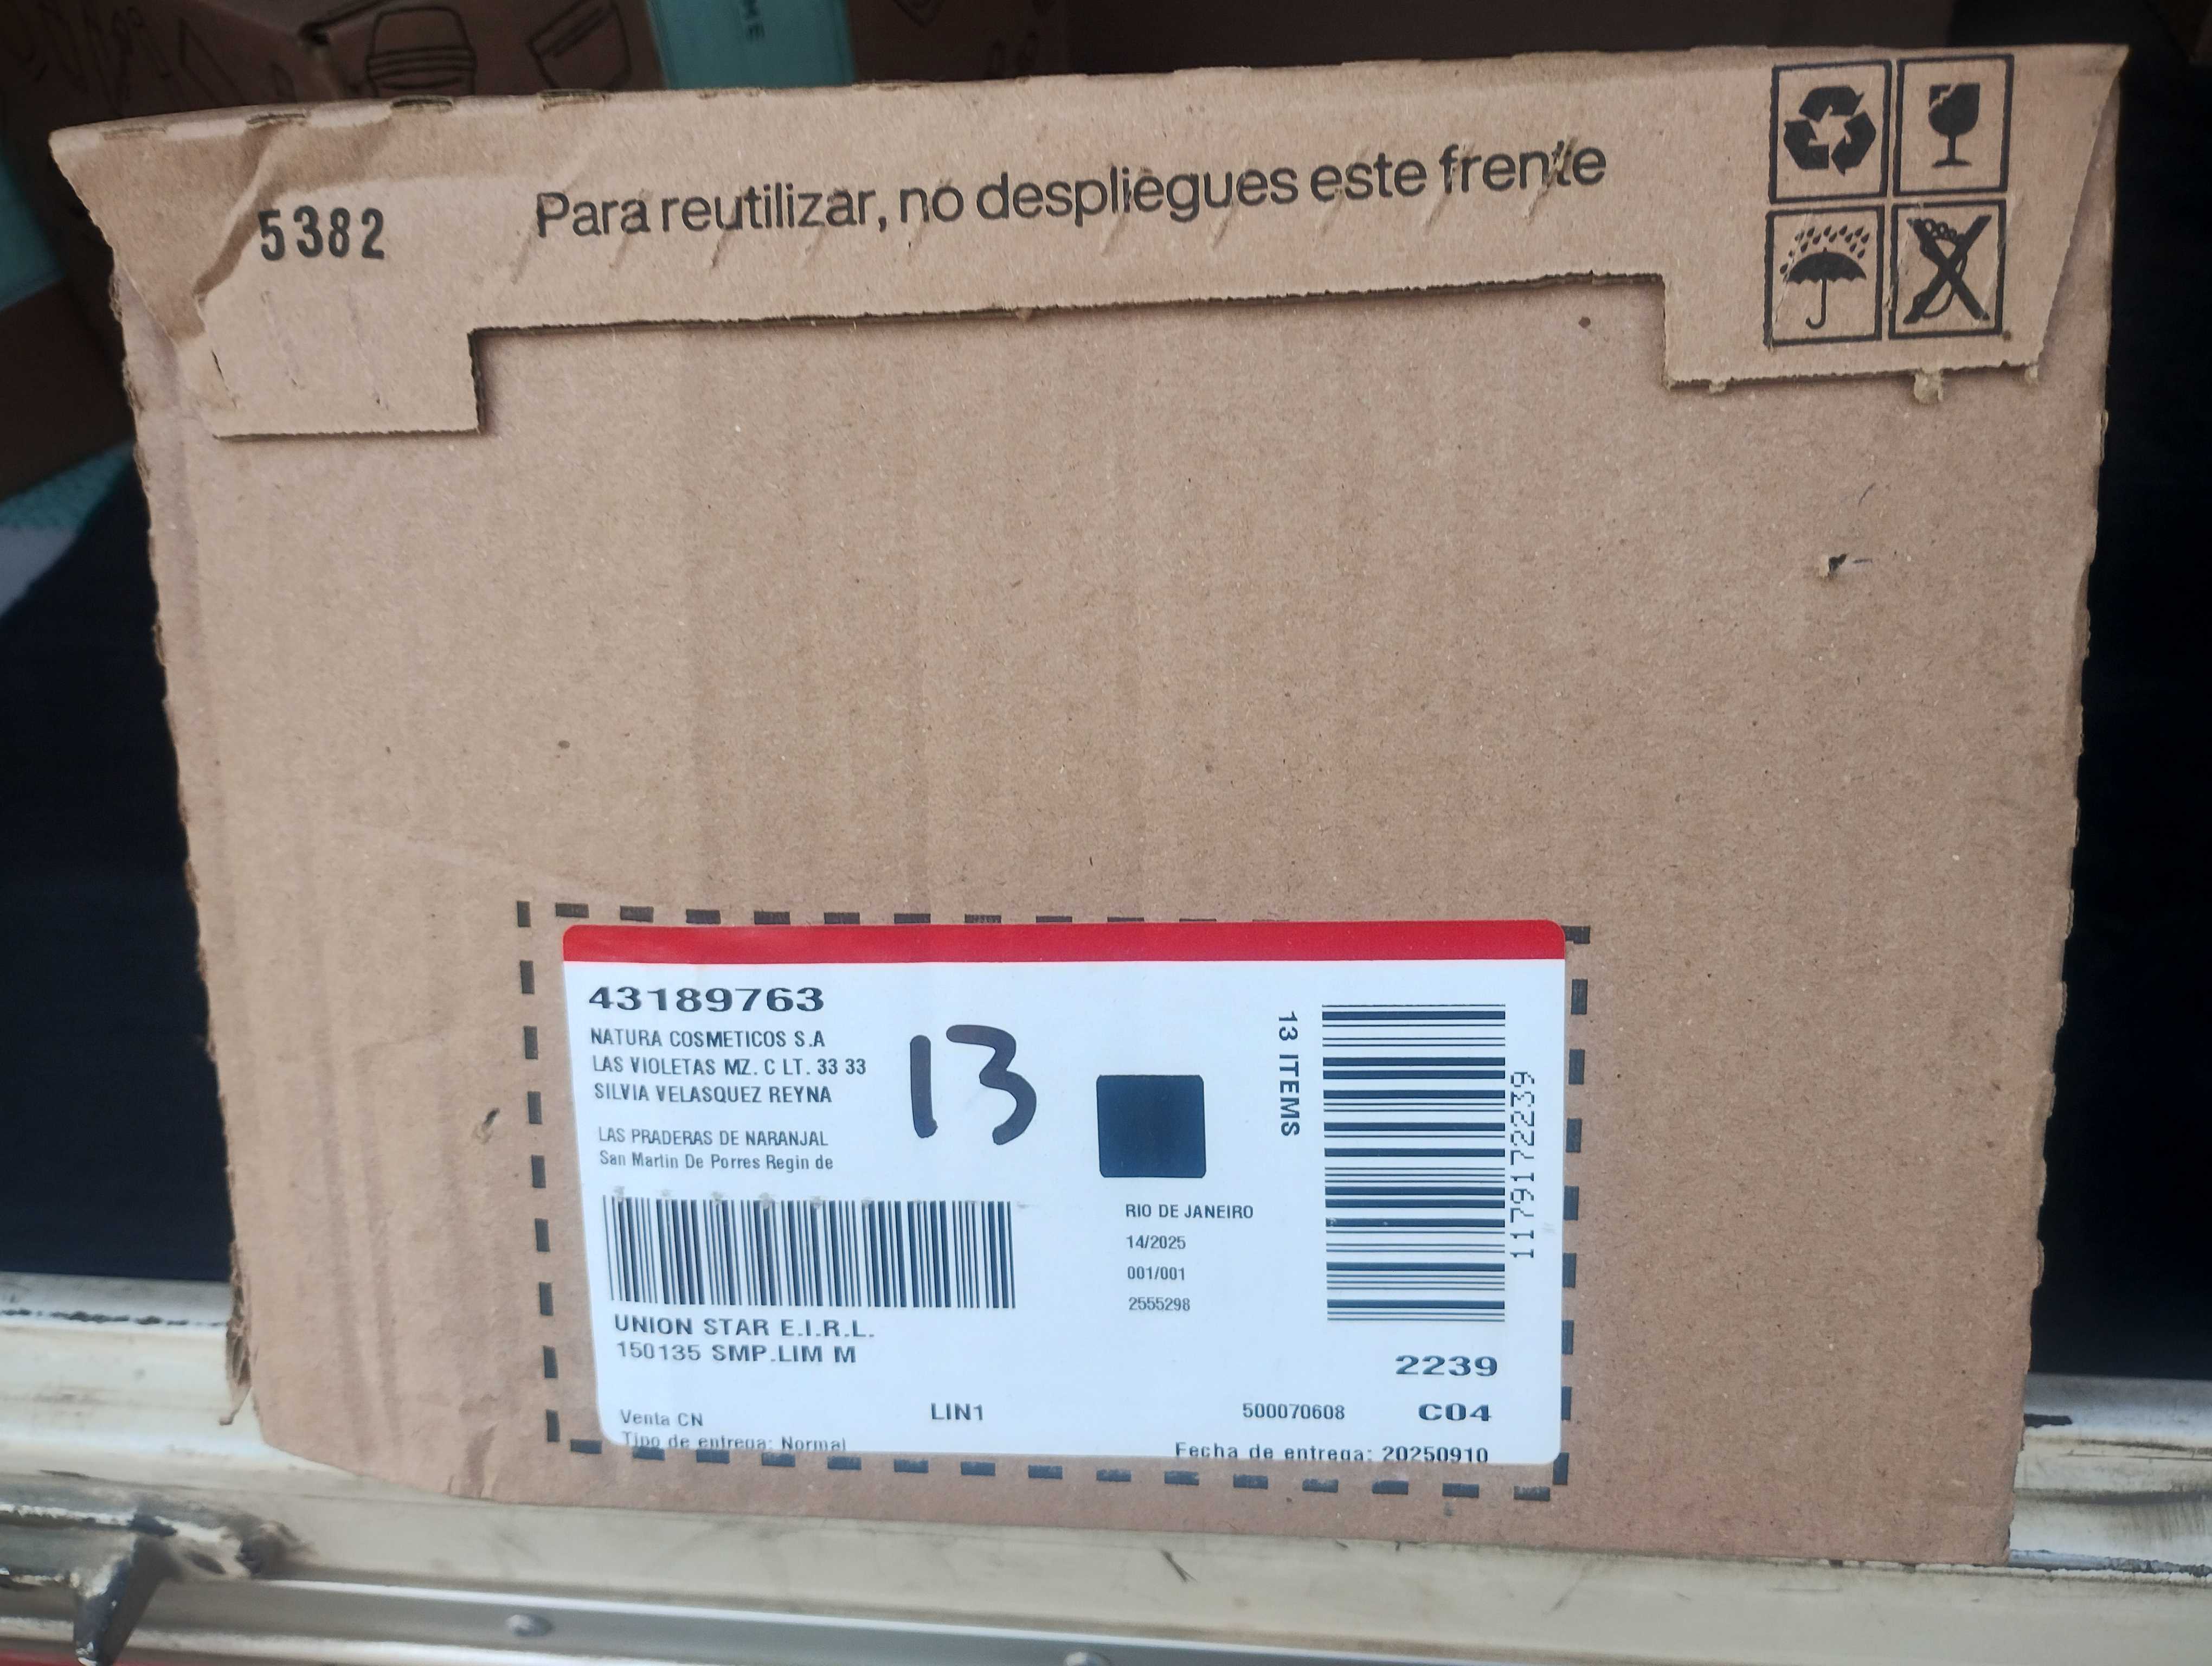 5382
Para reutilizar, no despliegues este frente
43189763
NATURA COSMETICOS S.A
LAS VIOLETAS MZ. C LT. 33 33
SILVIA VELASQUEZ REYNA
LAS PRADERAS DE NARANJAL
San Martin De Porres Regin de
13
13 ITEMS
11791722239
RIO DE JANEIRO
14/2025
001/001
2555298
UNION STAR E.I.R.L.
150135 SMP.LIM M
2239
Venta CN
LIN1
500070608
C04
Tipo de entrega: Normal
Fecha de entrega: 20250910